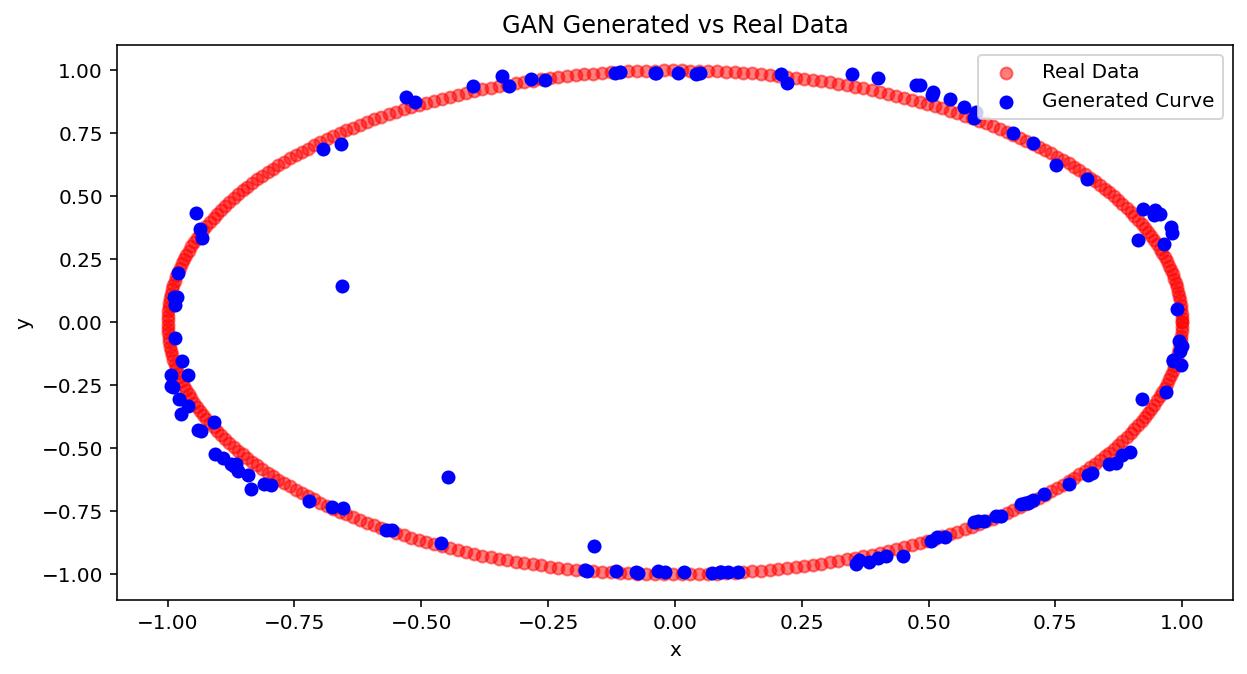 GAN Generated vs Real Data
Real Data
Generated Curve
1.00
0.75
0.50
0.25
0.00
−0.25
−0.50
−0.75
−1.00
y
−1.00 −0.75 −0.50 −0.25 0.00 0.25 0.50 0.75 1.00
x